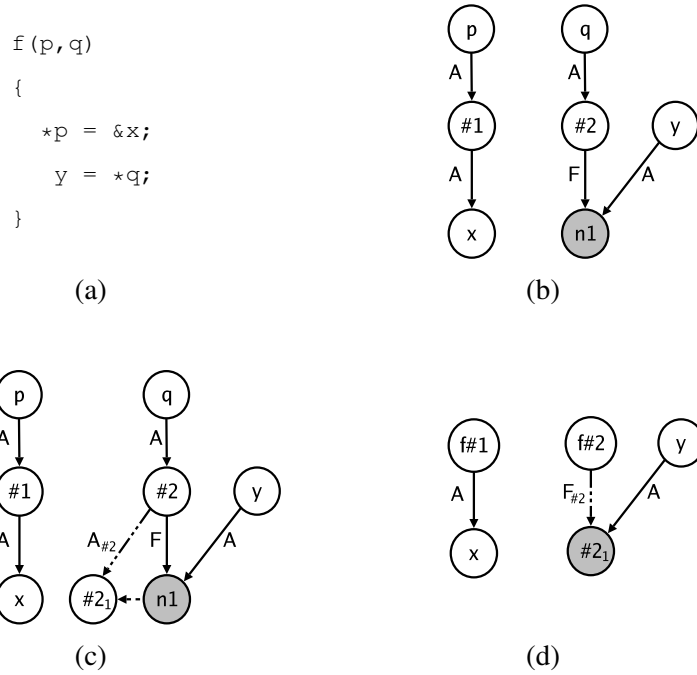 f(p,q)
{
*p = &x;
y = *q;
}
(a)
p q
A A
#1 #2 y
A F A
x n1
(b)
p q
A A
#1 #2 y
A A#2 F A
x #2₁ n1
(c)
f#1 f#2 y
A F#2 A
x #2₁
(d)